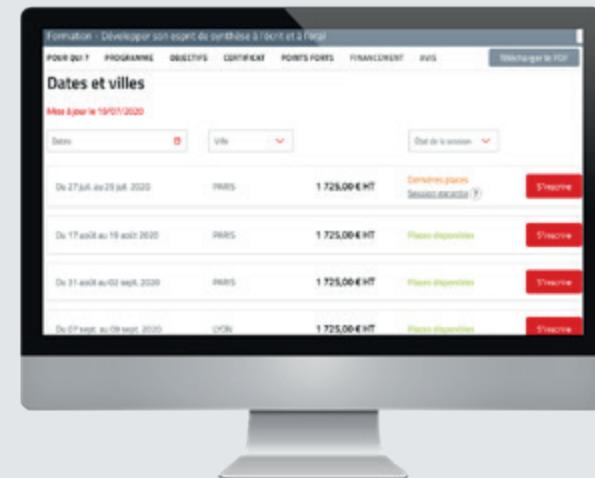 Formation - Développer son esprit de synthèse à l'écrit et à l'oral
POUR QUI ? PROGRAMME OBJECTIFS CERTIFICAT POINTS FORTS FINANCEMENT AVIS Télécharger le PDF
Dates et villes
Mise à jour le 10/07/2020
Dates Ville État de la session
Du 27 juil. au 29 juil. 2020 PARIS 1 725,00 € HT Dernières places S'inscrire
Session garantie ?
Du 17 août au 19 août 2020 PARIS 1 725,00 € HT Places disponibles S'inscrire
Du 31 août au 02 sept. 2020 PARIS 1 725,00 € HT Places disponibles S'inscrire
Du 07 sept. au 09 sept. 2020 LYON 1 725,00 € HT Places disponibles S'inscrire